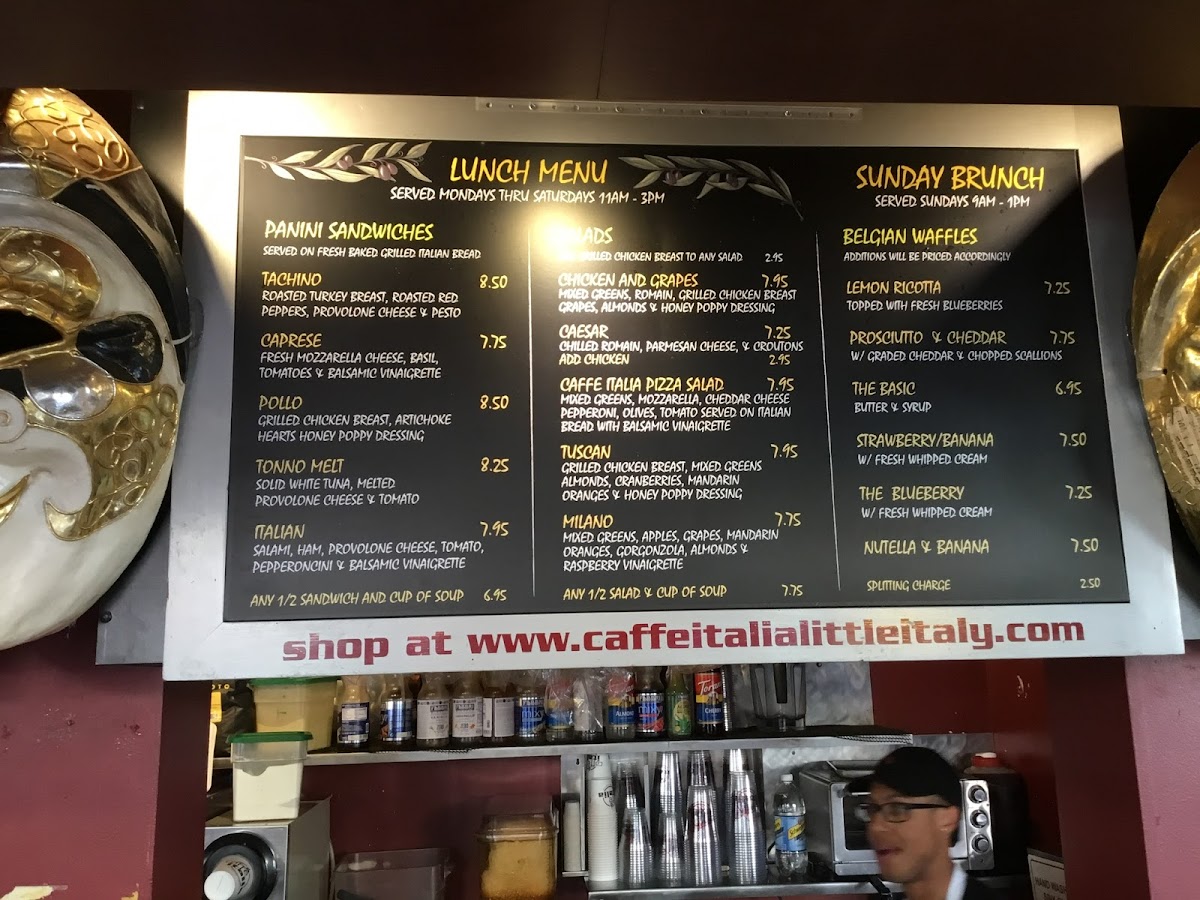 LUNCH MENU
SERVED MONDAYS THRU SATURDAYS 11AM - 3PM
PANINI SANDWICHES
SERVED ON FRESH BAKED GRILLED ITALIAN BREAD
TACHINO 8.50
ROASTED TURKEY BREAST, ROASTED RED
PEPPERS, PROVOLONE CHEESE & PESTO
CAPRESE 7.75
FRESH MOZZARELLA CHEESE, BASIL,
TOMATOES & BALSAMIC VINAIGRETTE
POLLO 8.50
GRILLED CHICKEN BREAST, ARTICHOKE
HEARTS HONEY POPPY DRESSING
TONNO MELT 8.25
SOLID WHITE TUNA, MELTED
PROVOLONE CHEESE & TOMATO
ITALIAN 7.95
SALAMI, HAM, PROVOLONE CHEESE, TOMATO,
PEPPERONCINI & BALSAMIC VINAIGRETTE
ANY 1/2 SANDWICH AND CUP OF SOUP 6.95
GRILLED CHICKEN BREAST TO ANY SALAD 2.95
CHICKEN AND GRAPES 7.95
MIXED GREENS, ROMAIN, GRILLED CHICKEN BREAST
GRAPES, ALMONDS & HONEY POPPY DRESSING
CAESAR 7.25
CHILLED ROMAIN, PARMESAN CHEESE, & CROUTONS
ADD CHICKEN 2.95
CAFFE ITALIA PIZZA SALAD 7.95
MIXED GREENS, MOZZARELLA, CHEDDAR CHEESE
PEPPERONI, OLIVES, TOMATO SERVED ON ITALIAN
BREAD WITH BALSAMIC VINAIGRETTE
TUSCAN 7.95
GRILLED CHICKEN BREAST, MIXED GREENS
ALMONDS, CRANBERRIES, MANDARIN
ORANGES & HONEY POPPY DRESSING
MILANO 7.75
MIXED GREENS, APPLES, GRAPES, MANDARIN
ORANGES, GORGONZOLA, ALMONDS &
RASPBERRY VINAIGRETTE
ANY 1/2 SALAD & CUP OF SOUP 7.75
SUNDAY BRUNCH
SERVED SUNDAYS 9AM - 1PM
BELGIAN WAFFLES
ADDITIONS WILL BE PRICED ACCORDINGLY
LEMON RICOTTA 7.25
TOPPED WITH FRESH BLUEBERRIES
PROSCIUTTO & CHEDDAR 7.75
W/ GRADED CHEDDAR & CHOPPED SCALLIONS
THE BASIC 6.95
BUTTER & SYRUP
STRAWBERRY/BANANA 7.50
W/ FRESH WHIPPED CREAM
THE BLUEBERRY 7.25
W/ FRESH WHIPPED CREAM
NUTELLA & BANANA 7.50
SPLITTING CHARGE 2.50
shop at www.caffeitalialittleitaly.com
Torani
HAND WASH